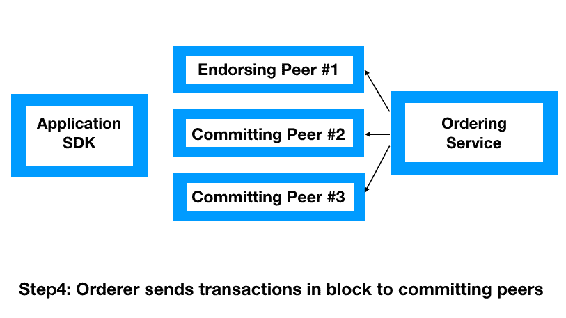 Endorsing Peer #1
Application
SDK
Committing Peer #2
Ordering
Service
Committing Peer #3
Step4: Orderer sends transactions in block to committing peers